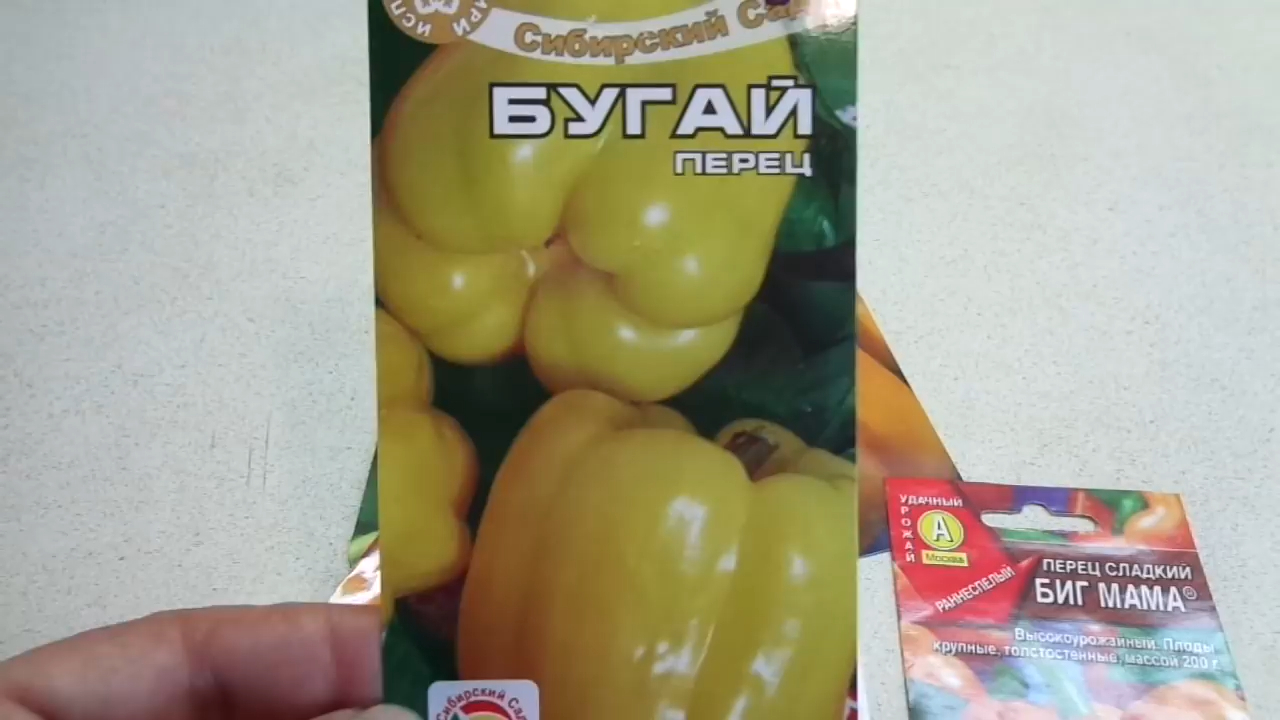 Сибирский
БУГАЙ
ПЕРЕЦ
Сибирский Сад
УДАЧНЫЙ
УРОЖАЙ
А
Москва
РАННЕСПЕЛЫЙ
ПЕРЕЦ СЛАДКИЙ
БИГ МАМА®
Высокоурожайный. Плоды
крупные, толстостенные, массой 200 г.